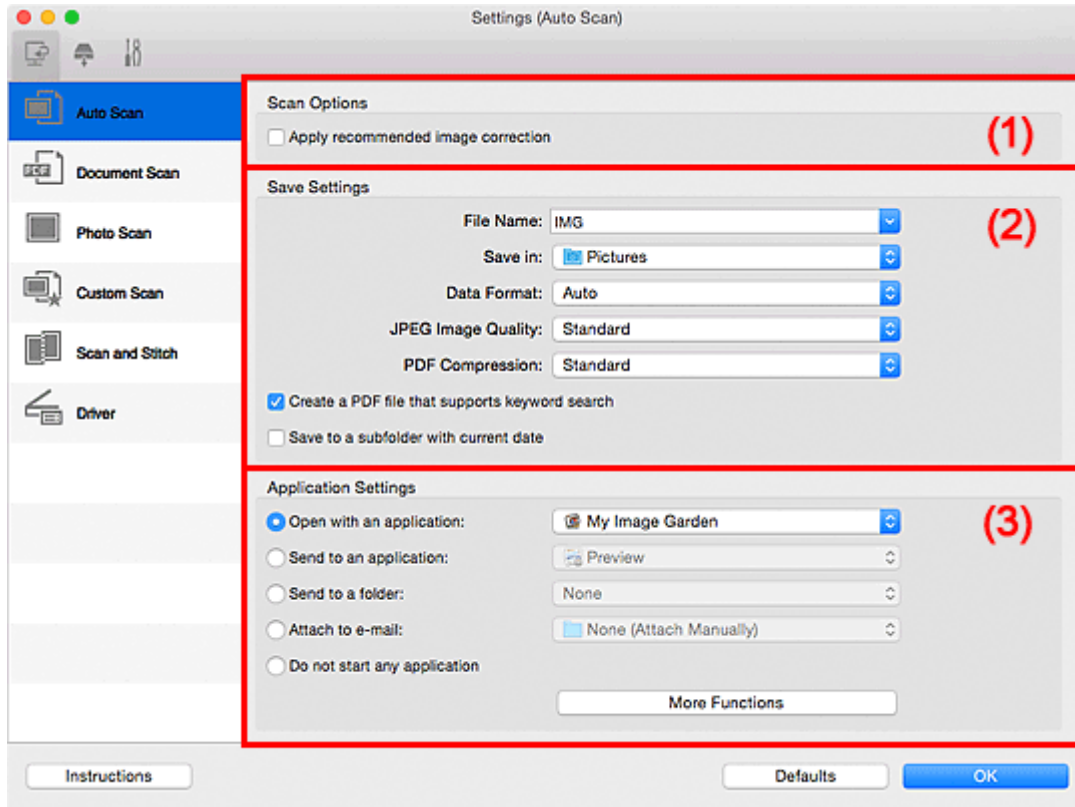 Settings (Auto Scan)
Auto Scan
Document Scan
Photo Scan
Custom Scan
Scan and Stitch
Driver
Scan Options
Apply recommended image correction
(1)
Save Settings
(2)
File Name: IMG
Save in: Pictures
Data Format: Auto
JPEG Image Quality: Standard
PDF Compression: Standard
Create a PDF file that supports keyword search
Save to a subfolder with current date
Application Settings
(3)
Open with an application: My Image Garden
Send to an application: Preview
Send to a folder: None
Attach to e-mail: None (Attach Manually)
Do not start any application
More Functions
Instructions
Defaults
OK